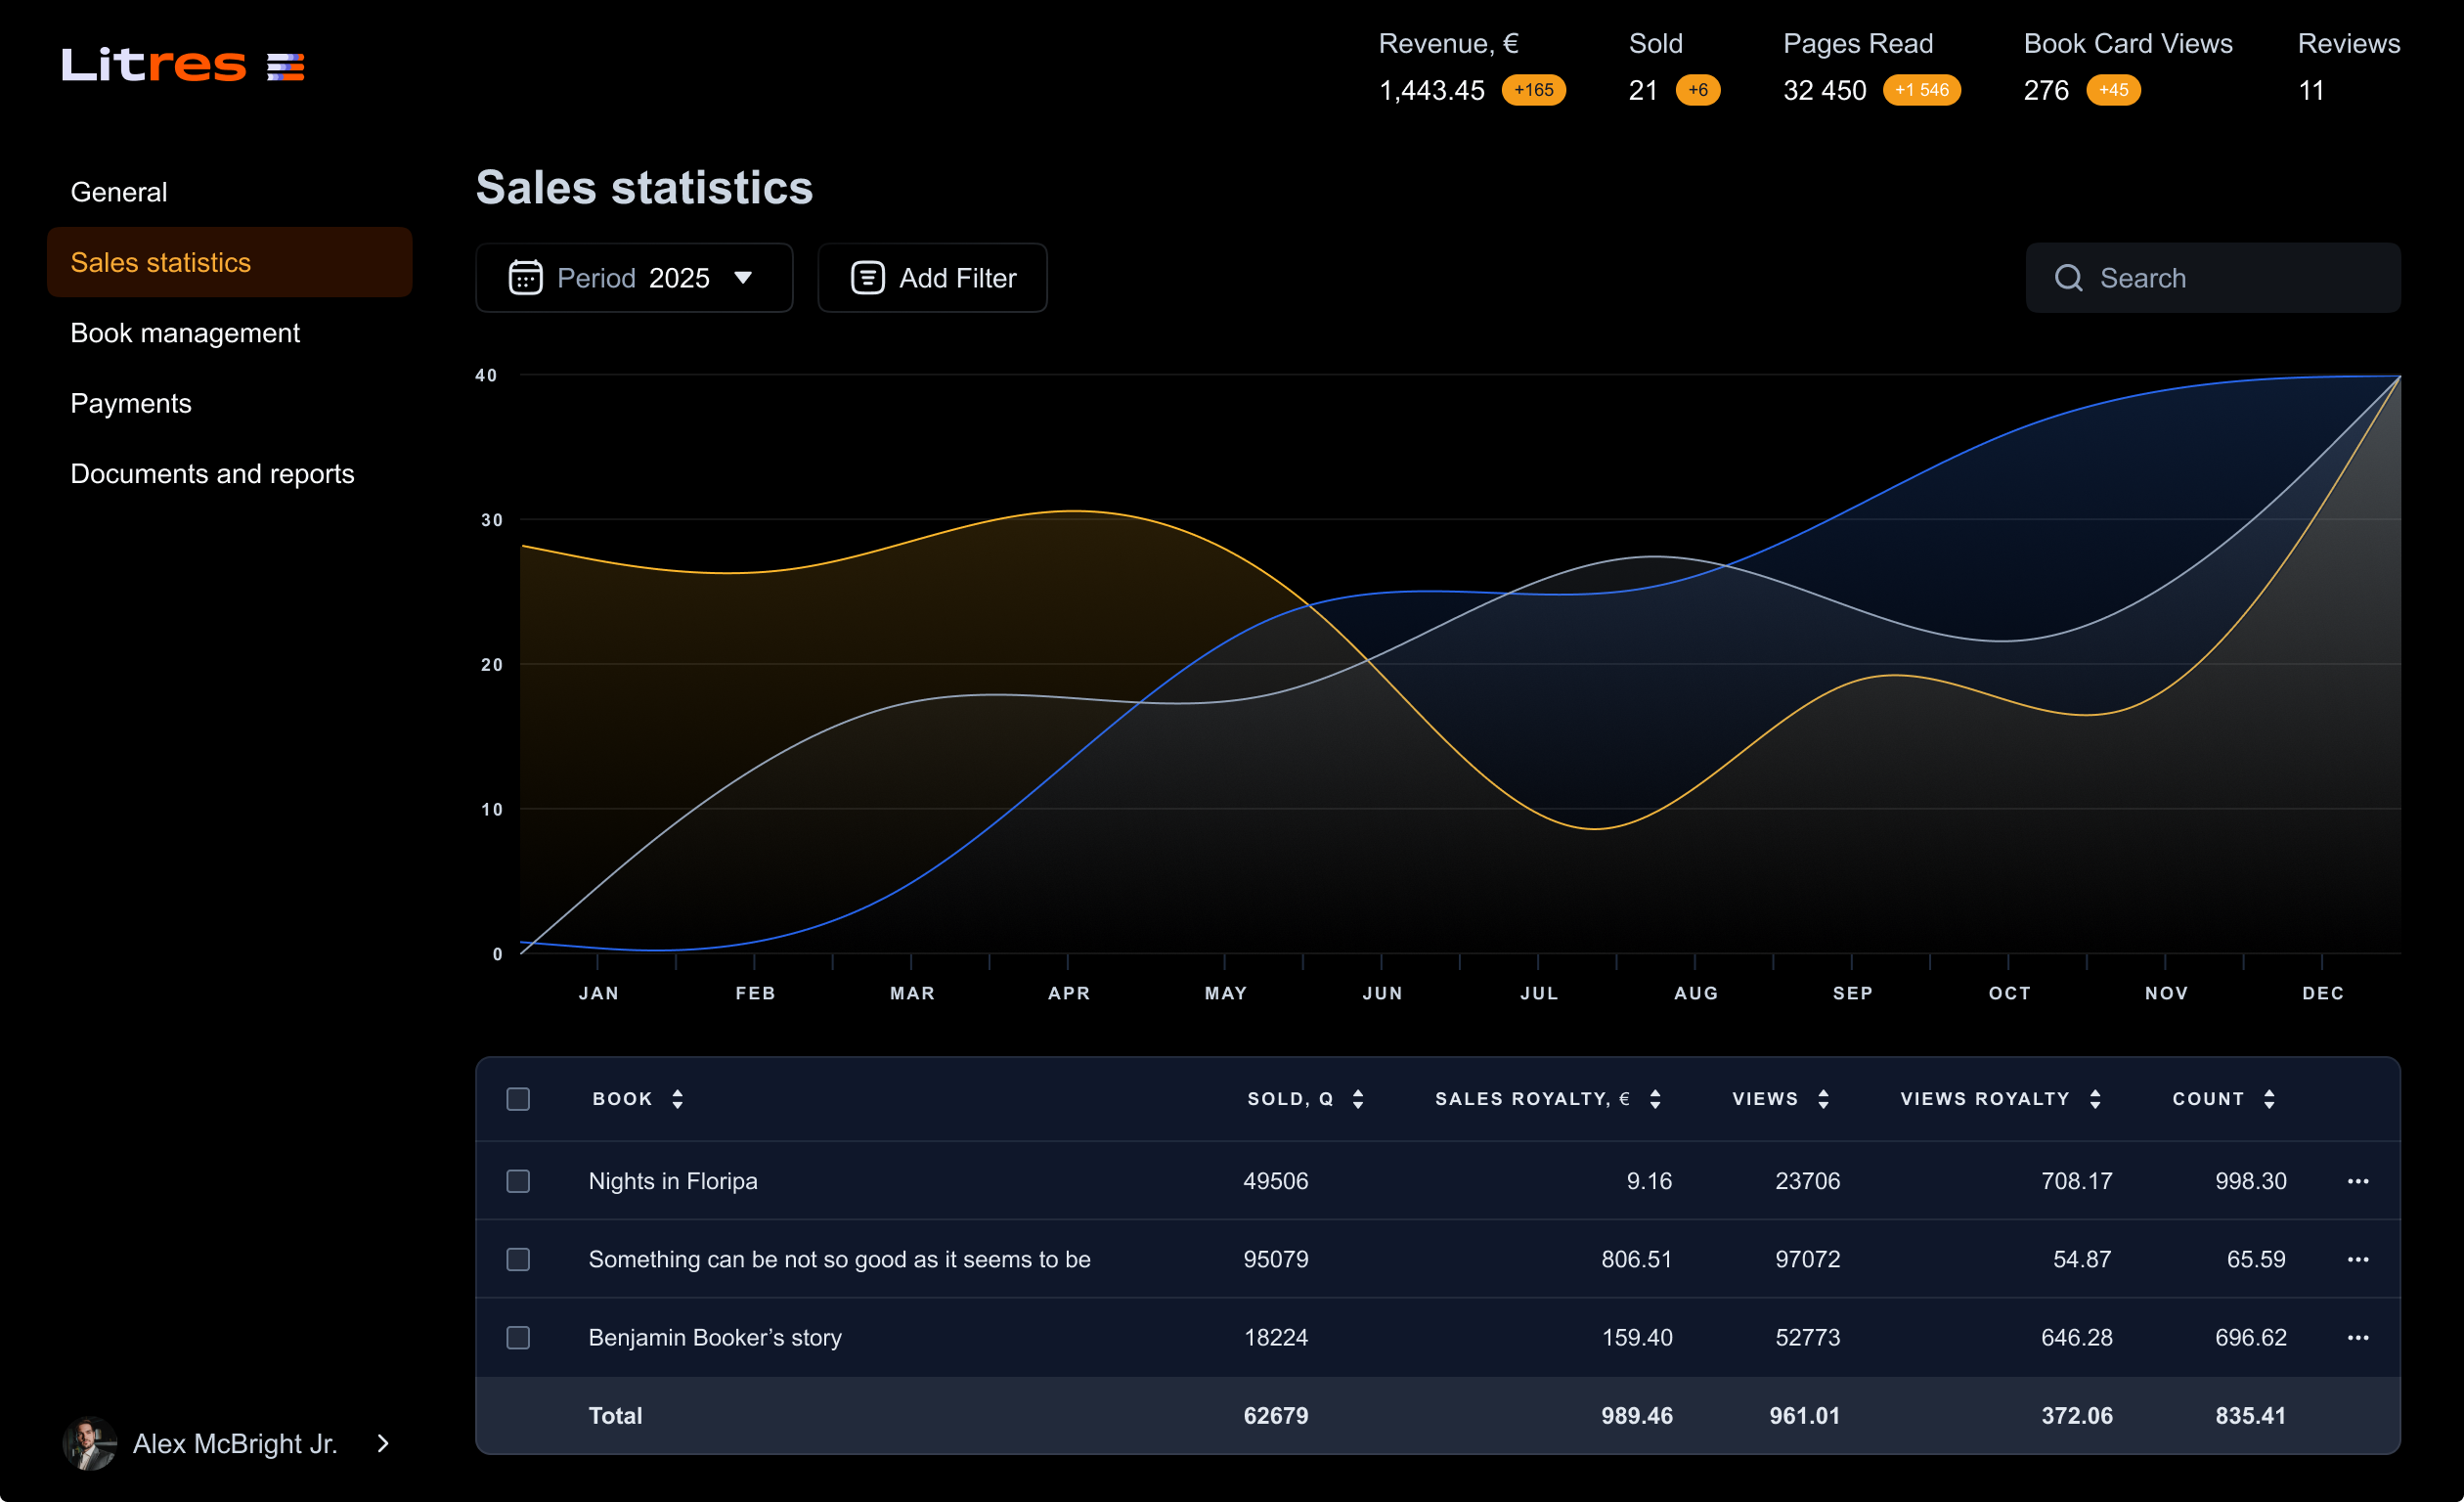 Litres
Revenue, € Sold Pages Read Book Card Views Reviews
1,443.45 +165 21 +6 32 450 +1 546 276 +45 11
General
Sales statistics
Book management
Payments
Documents and reports
Sales statistics
Period 2025 Add Filter Search
40
30
20
10
0
JAN FEB MAR APR MAY JUN JUL AUG SEP OCT NOV DEC
BOOK SOLD, Q SALES ROYALTY, € VIEWS VIEWS ROYALTY COUNT
Nights in Floripa 49506 9.16 23706 708.17 998.30
Something can be not so good as it seems to be 95079 806.51 97072 54.87 65.59
Benjamin Booker’s story 18224 159.40 52773 646.28 696.62
Total 62679 989.46 961.01 372.06 835.41
Alex McBright Jr.